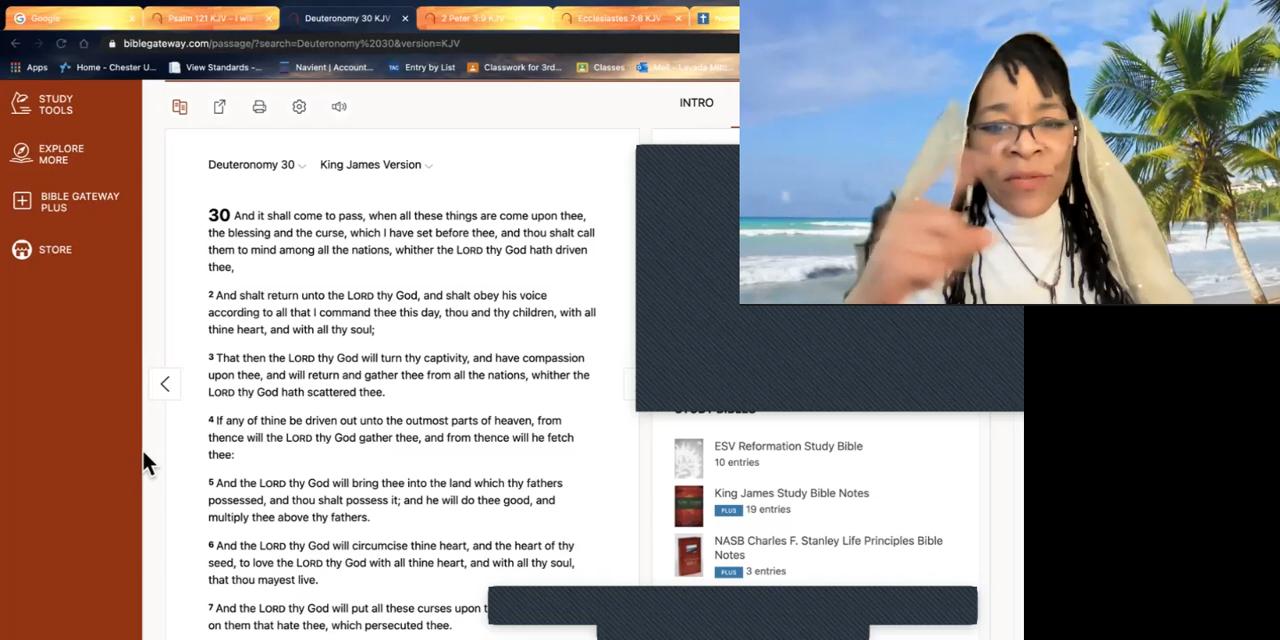 Google
Psalm 121 KJV – I will
Deuteronomy 30 KJV
2 Peter 3:9 KJV
Ecclesiastes 7:6 KJV
biblegateway.com/passage/?search=Deuteronomy%2030&version=KJV
Apps
Home - Chester U...
View Standards -...
Navient | Account...
Entry by List
Classwork for 3rd...
Classes
STUDY
TOOLS
EXPLORE
MORE
BIBLE GATEWAY
PLUS
STORE
INTRO
Deuteronomy 30 King James Version
30 And it shall come to pass, when all these things are come upon thee,
the blessing and the curse, which I have set before thee, and thou shalt call
them to mind among all the nations, whither the LORD thy God hath driven
thee,
2 And shalt return unto the LORD thy God, and shalt obey his voice
according to all that I command thee this day, thou and thy children, with all
thine heart, and with all thy soul;
3 That then the LORD thy God will turn thy captivity, and have compassion
upon thee, and will return and gather thee from all the nations, whither the
LORD thy God hath scattered thee.
4 If any of thine be driven out unto the outmost parts of heaven, from
thence will the LORD thy God gather thee, and from thence will he fetch
thee:
5 And the LORD thy God will bring thee into the land which thy fathers
possessed, and thou shalt possess it; and he will do thee good, and
multiply thee above thy fathers.
6 And the LORD thy God will circumcise thine heart, and the heart of thy
seed, to love the LORD thy God with all thine heart, and with all thy soul,
that thou mayest live.
7 And the LORD thy God will put all these curses upon
on them that hate thee, which persecuted thee.
ESV Reformation Study Bible
10 entries
King James Study Bible Notes
PLUS 19 entries
NASB Charles F. Stanley Life Principles Bible
Notes
PLUS 3 entries